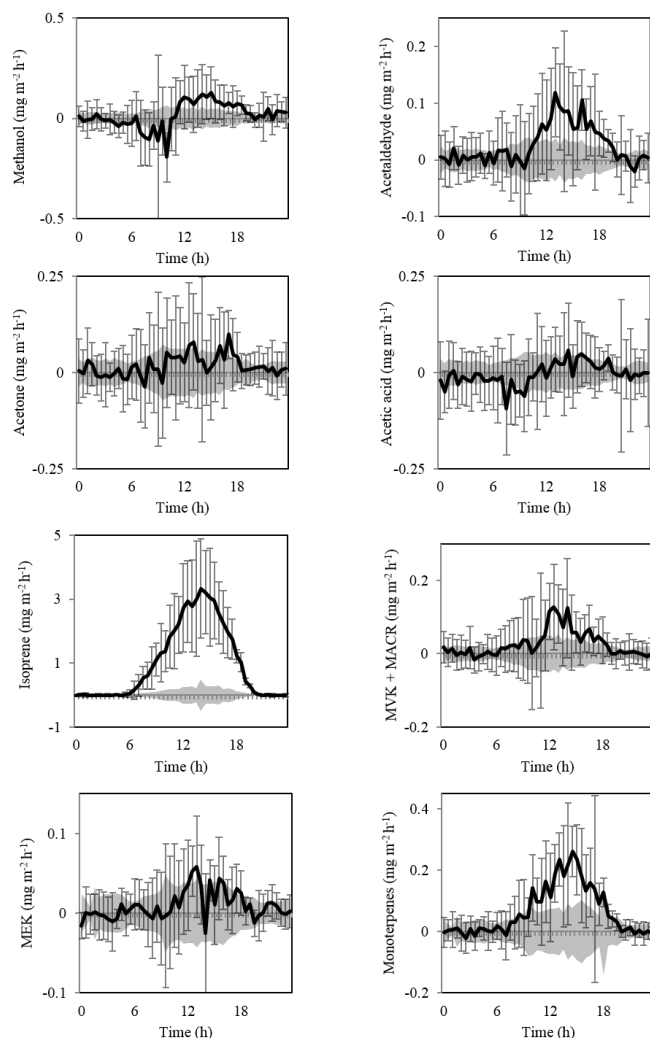 0.5
0
-0.5
Methanol (mg m⁻² h⁻¹)
0 6 12 18
Time (h)
0.2
0.1
0
-0.1
Acetaldehyde (mg m⁻² h⁻¹)
0 6 12 18
Time (h)
0.25
0
-0.25
Acetone (mg m⁻² h⁻¹)
0 6 12 18
Time (h)
0.25
0
-0.25
Acetic acid (mg m⁻² h⁻¹)
0 6 12 18
Time (h)
5
3
1
-1
Isoprene (mg m⁻² h⁻¹)
0 6 12 18
Time (h)
0.2
0
-0.2
MVK + MACR (mg m⁻² h⁻¹)
0 6 12 18
Time (h)
0.1
0
-0.1
MEK (mg m⁻² h⁻¹)
0 6 12 18
Time (h)
0.4
0.2
0
-0.2
Monoterpenes (mg m⁻² h⁻¹)
0 6 12 18
Time (h)